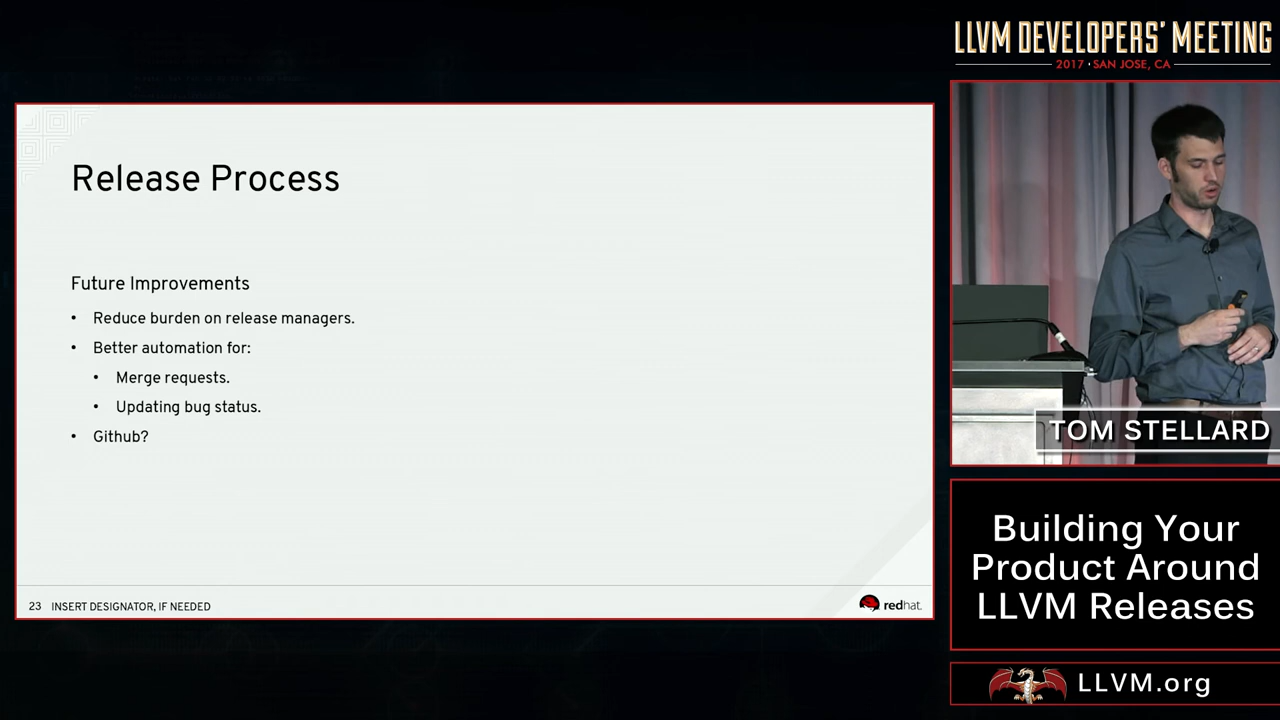 LLVM DEVELOPERS' MEETING
2017 • SAN JOSE, CA
Release Process
Future Improvements
• Reduce burden on release managers.
• Better automation for:
• Merge requests.
• Updating bug status.
• Github?
23 INSERT DESIGNATOR, IF NEEDED
redhat.
TOM STELLARD
Building Your
Product Around
LLVM Releases
LLVM.org